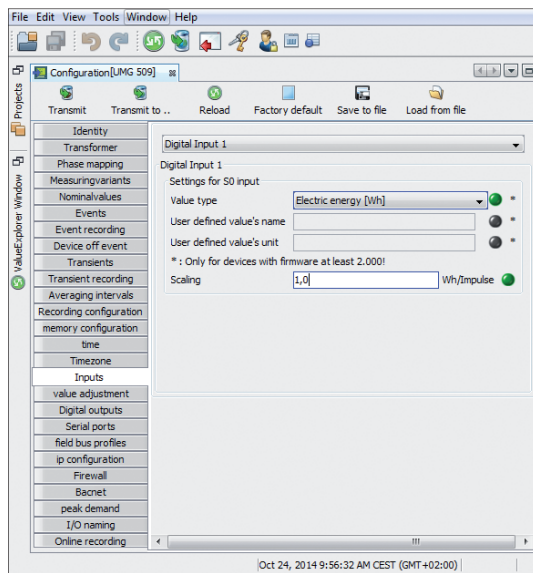 File Edit View Tools Window Help
Configuration[UMG 509]
Transmit Transmit to .. Reload Factory default Save to file Load from file
Projects
ValueExplorer Window
Identity
Transformer
Phase mapping
Measuringvariants
Nominalvalues
Events
Event recording
Device off event
Transients
Transient recording
Averaging intervals
Recording configuration
memory configuration
time
Timezone
Inputs
value adjustment
Digital outputs
Serial ports
field bus profiles
ip configuration
Firewall
Bacnet
peak demand
I/O naming
Online recording
Digital Input 1
Digital Input 1
Settings for S0 input
Value type Electric energy [Wh] *
User defined value's name *
User defined value's unit *
* : Only for devices with firmware at least 2.000!
Scaling 1,0 Wh/Impulse
Oct 24, 2014 9:56:32 AM CEST (GMT+02:00)